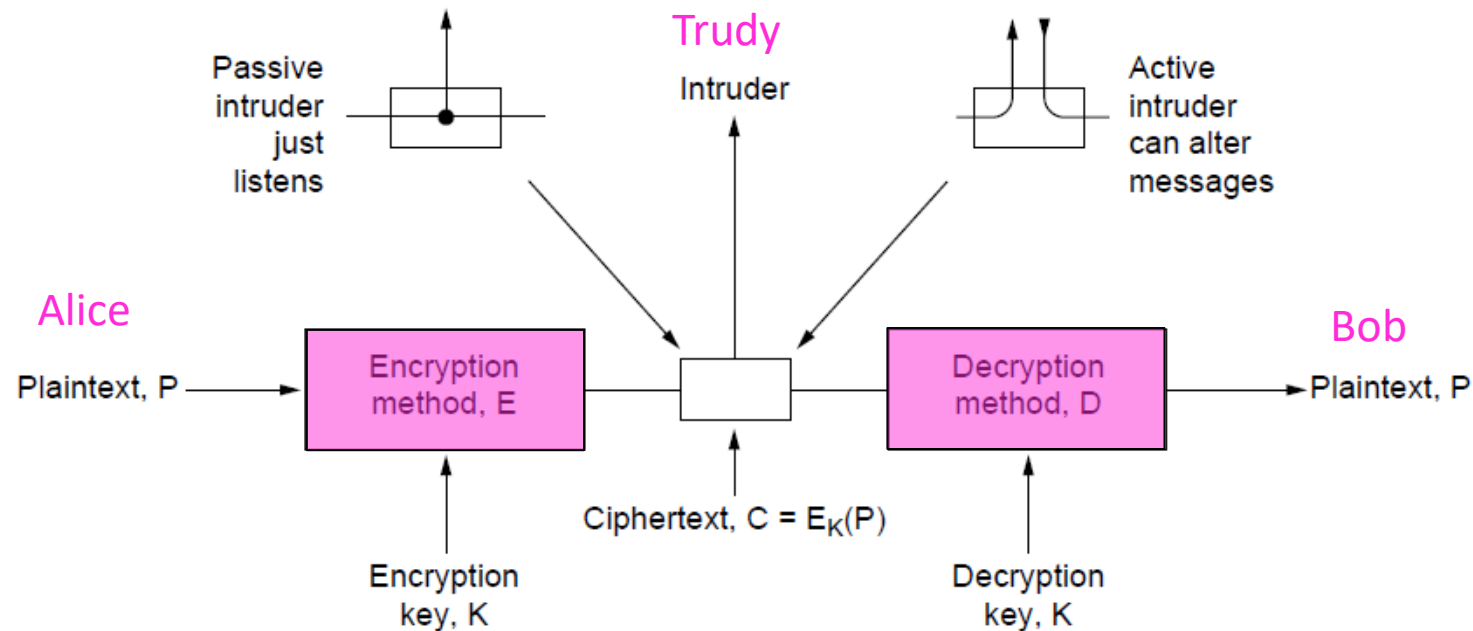 Trudy
Passive
intruder
just
listens
Intruder
Active
intruder
can alter
messages
Alice
Plaintext, P
Encryption
method, E
Decryption
method, D
Bob
Plaintext, P
Ciphertext, C = E_K(P)
Encryption
key, K
Decryption
key, K